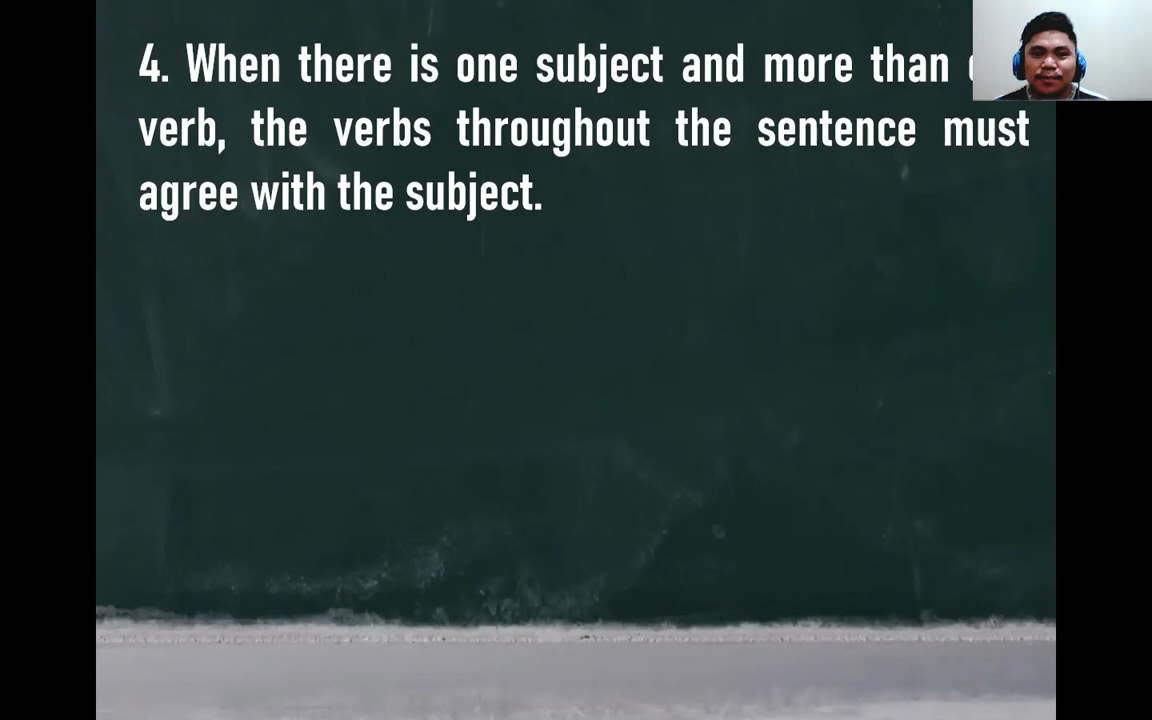 4. When there is one subject and more than
verb, the verbs throughout the sentence must
agree with the subject.